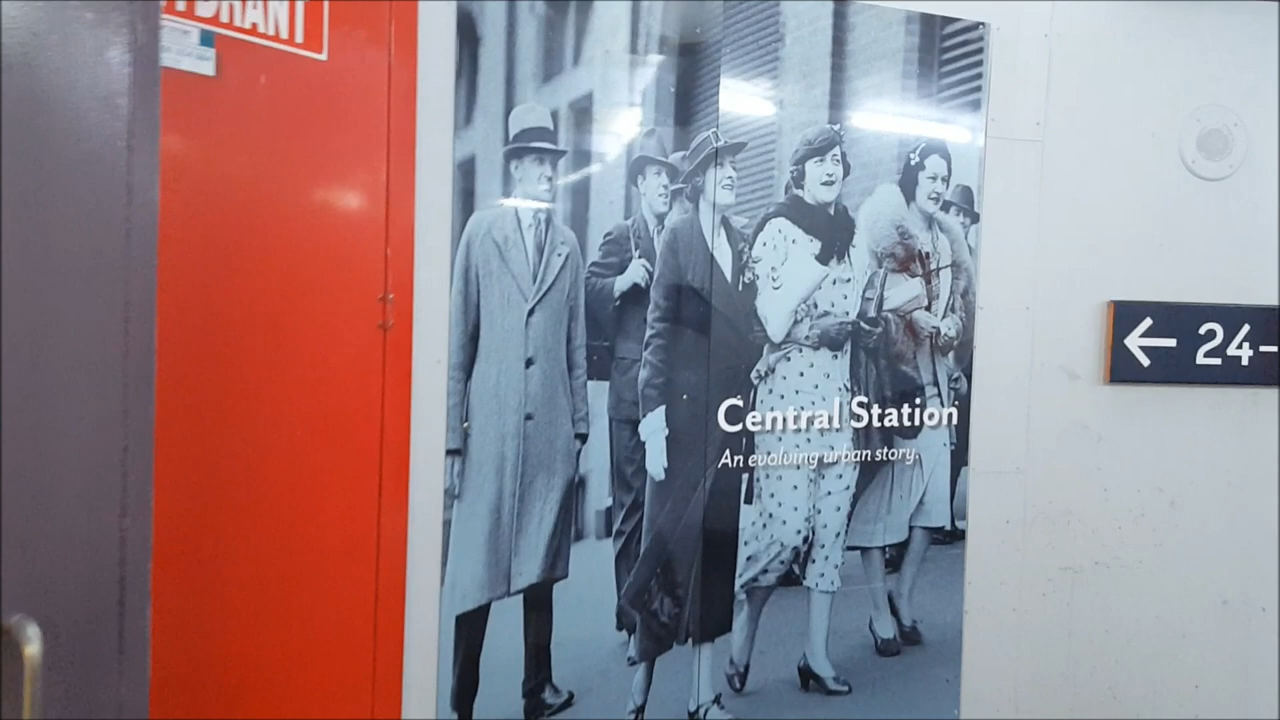 DRANT
Central Station
An evolving urban story.
← 24-